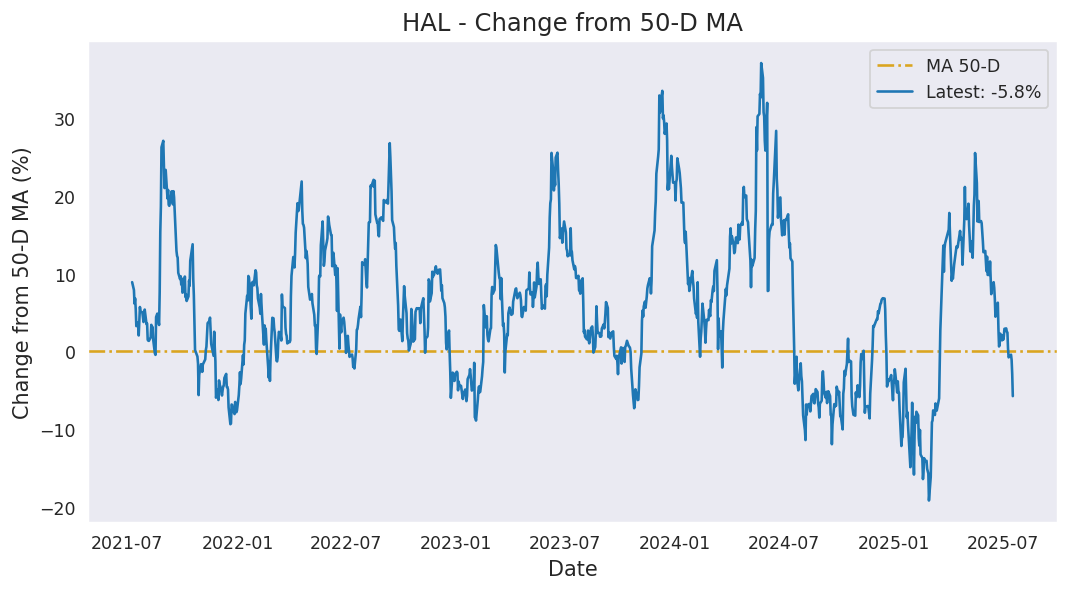 HAL - Change from 50-D MA
MA 50-D
Latest: -5.8%
Change from 50-D MA (%)
30
20
10
0
−10
−20
2021-07 2022-01 2022-07 2023-01 2023-07 2024-01 2024-07 2025-01 2025-07
Date